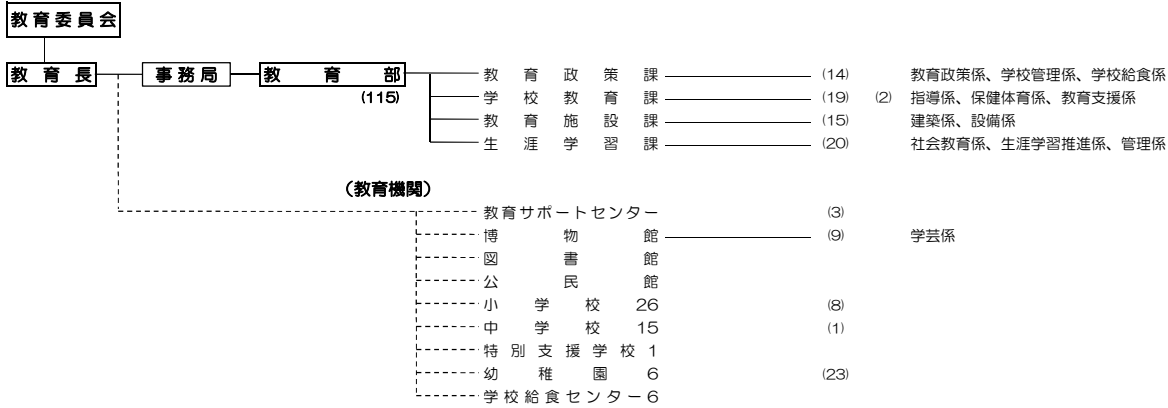 教育委員会
教育長 事務局 教育部
(115)
教育政策課 (14) 教育政策係、学校管理係、学校給食係
学校教育課 (19) (2) 指導係、保健体育係、教育支援係
教育施設課 (15) 建築係、設備係
生涯学習課 (20) 社会教育係、生涯学習推進係、管理係
（教育機関）
教育サポートセンター (3)
博物館 (9) 学芸係
図書館
公民館
小学校 26 (8)
中学校 15 (1)
特別支援学校 1
幼稚園 6 (23)
学校給食センター6